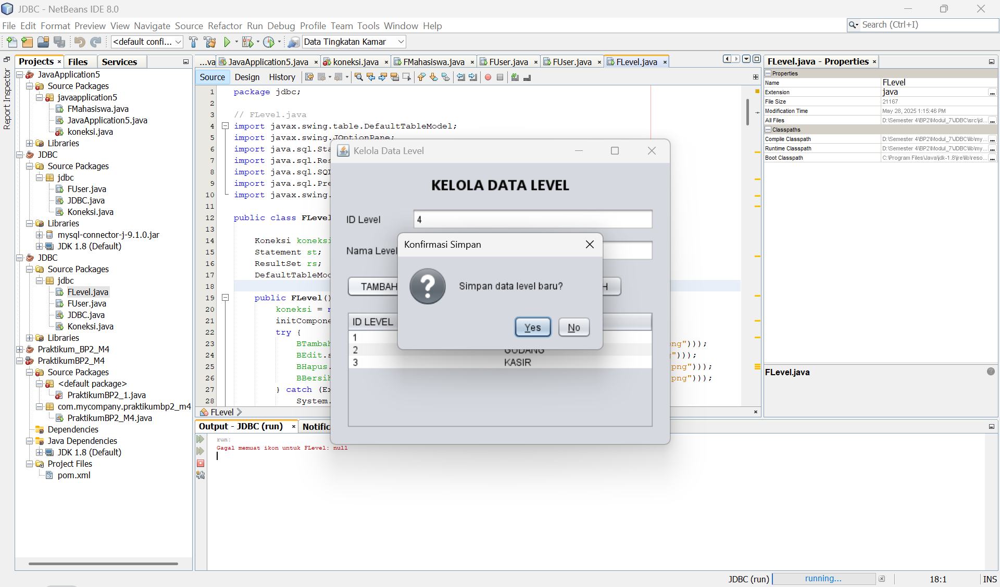 JDBC - NetBeans IDE 8.0
File Edit Format Preview View Navigate Source Refactor Run Debug Profile Team Tools Window Help
Search (Ctrl+I)
<default confi...
Data Tingkatan Kamar
Report Inspector
Projects
Files
Services
JavaApplication5
Source Packages
javaapplication5
FMahasiswa.java
JavaApplication5.java
koneksi.java
Libraries
JDBC
Source Packages
jdbc
FUser.java
JDBC.java
Koneksi.java
Libraries
mysql-connector-j-9.1.0.jar
JDK 1.8 (Default)
JDBC
Source Packages
jdbc
FLevel.java
FUser.java
JDBC.java
Koneksi.java
Libraries
Praktikum_BP2_M4
PraktikumBP2_M4
Source Packages
<default package>
PraktikumBP2_1.java
com.mycompany.praktikumbp2_m4
PraktikumBP2_M4.java
Dependencies
Java Dependencies
JDK 1.8 (Default)
Project Files
pom.xml
...va JavaApplication5.java koneksi.java FMahasiswa.java FUser.java FUser.java FLevel.java
Source Design History
1 package jdbc;
2
3 // FLevel.java
4 import javax.swing.table.DefaultTableModel;
5 import javax.swing.JOptionPane;
6 import java.sql.Sta
7 import java.sql.Res
8 import java.sql.SQL
9 import java.sql.Pre
10 import javax.swing.
11
12 public class FLevel
13
14 Koneksi koneksi
15 Statement st;
16 ResultSet rs;
17 DefaultTableMod
18
19 public FLevel()
20 koneksi = n
21 initCompone
22 try {
23 BTambah ng")));
24 BEdit.s ")));
25 BHapus. png")));
26 BBersih png")));
27 } catch (Ex
28 System.
FLevel
Kelola Data Level
KELOLA DATA LEVEL
ID Level 4
Nama Level
TAMBAH H
ID LEVEL
1
2 GUDANG
3 KASIR
Konfirmasi Simpan
Simpan data level baru?
Yes No
Output - JDBC (run) Notific
run:
Gagal memuat ikon untuk FLevel: null
FLevel.java - Properties
Properties
Name FLevel
Extension java
File Size 21167
Modification Time May 28, 2025 1:15:46 PM
All Files D:\Semester 4\BP2\Modul_7\JDBC\src\jd...
Classpaths
Compile Classpath D:\Semester 4\BP2\Modul_7\JDBC\lib\my...
Runtime Classpath D:\Semester 4\BP2\Modul_7\JDBC\lib\my...
Boot Classpath C:\Program Files\Java\jdk-1.8\jre\lib\reso...
FLevel.java
JDBC (run) running... 18:1 INS